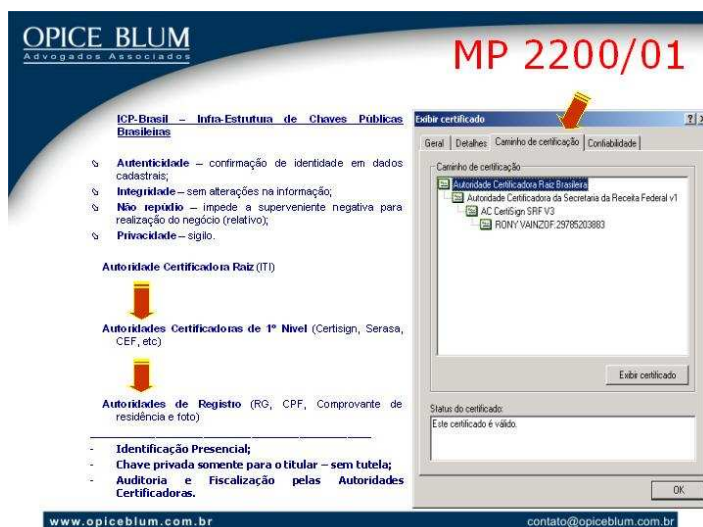 OPICE BLUM
Advogados Associados
MP 2200/01
ICP-Brasil – Infra-Estrutura de Chaves Públicas
Brasileiras
Autenticidade – confirmação de identidade em dados
cadastrais;
Integridade – sem alterações na informação;
Não repúdio – impede a superveniente negativa para
realização do negócio (relativo);
Privacidade – sigilo.
Autoridade Certificadora Raiz (ITI)
Autoridades Certificadoras de 1º Nivel (Certisign, Serasa,
CEF, etc)
Autoridades de Registro (RG, CPF, Comprovante de
residência e foto)
- Identificação Presencial;
- Chave privada somente para o titular – sem tutela;
- Auditoria e Fiscalização pelas Autoridades
Certificadoras.
Exibir certificado
Geral Detalhes Caminho de certificação Confiabilidade
Caminho de certificação
Autoridade Certificadora Raiz Brasileira
Autoridade Certificadora da Secretaria da Receita Federal v1
AC CertiSign SRF V3
RONY VAINZOF:29785203883
Exibir certificado
Status do certificado:
Este certificado é válido.
OK
www.opiceblum.com.br
contato@opiceblum.com.br